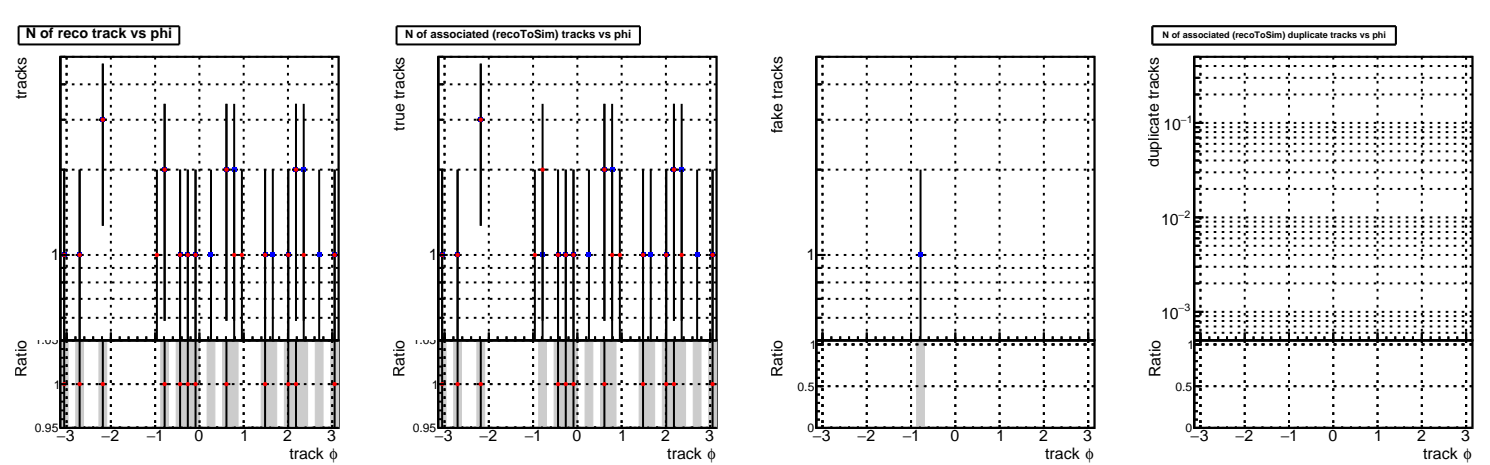 N of reco track vs phi
tracks
1
Ratio
1.05
1
0.95
−3 −2 −1 0 1 2 3
track ϕ
N of associated (recoToSim) tracks vs phi
true tracks
1
Ratio
1.05
1
0.95
−3 −2 −1 0 1 2 3
track ϕ
fake tracks
1
Ratio
1
0.5
0
−3 −2 −1 0 1 2 3
track ϕ
N of associated (recoToSim) duplicate tracks vs phi
duplicate tracks
10⁻¹
10⁻²
10⁻³
Ratio
1
0.5
0
−3 −2 −1 0 1 2 3
track ϕ